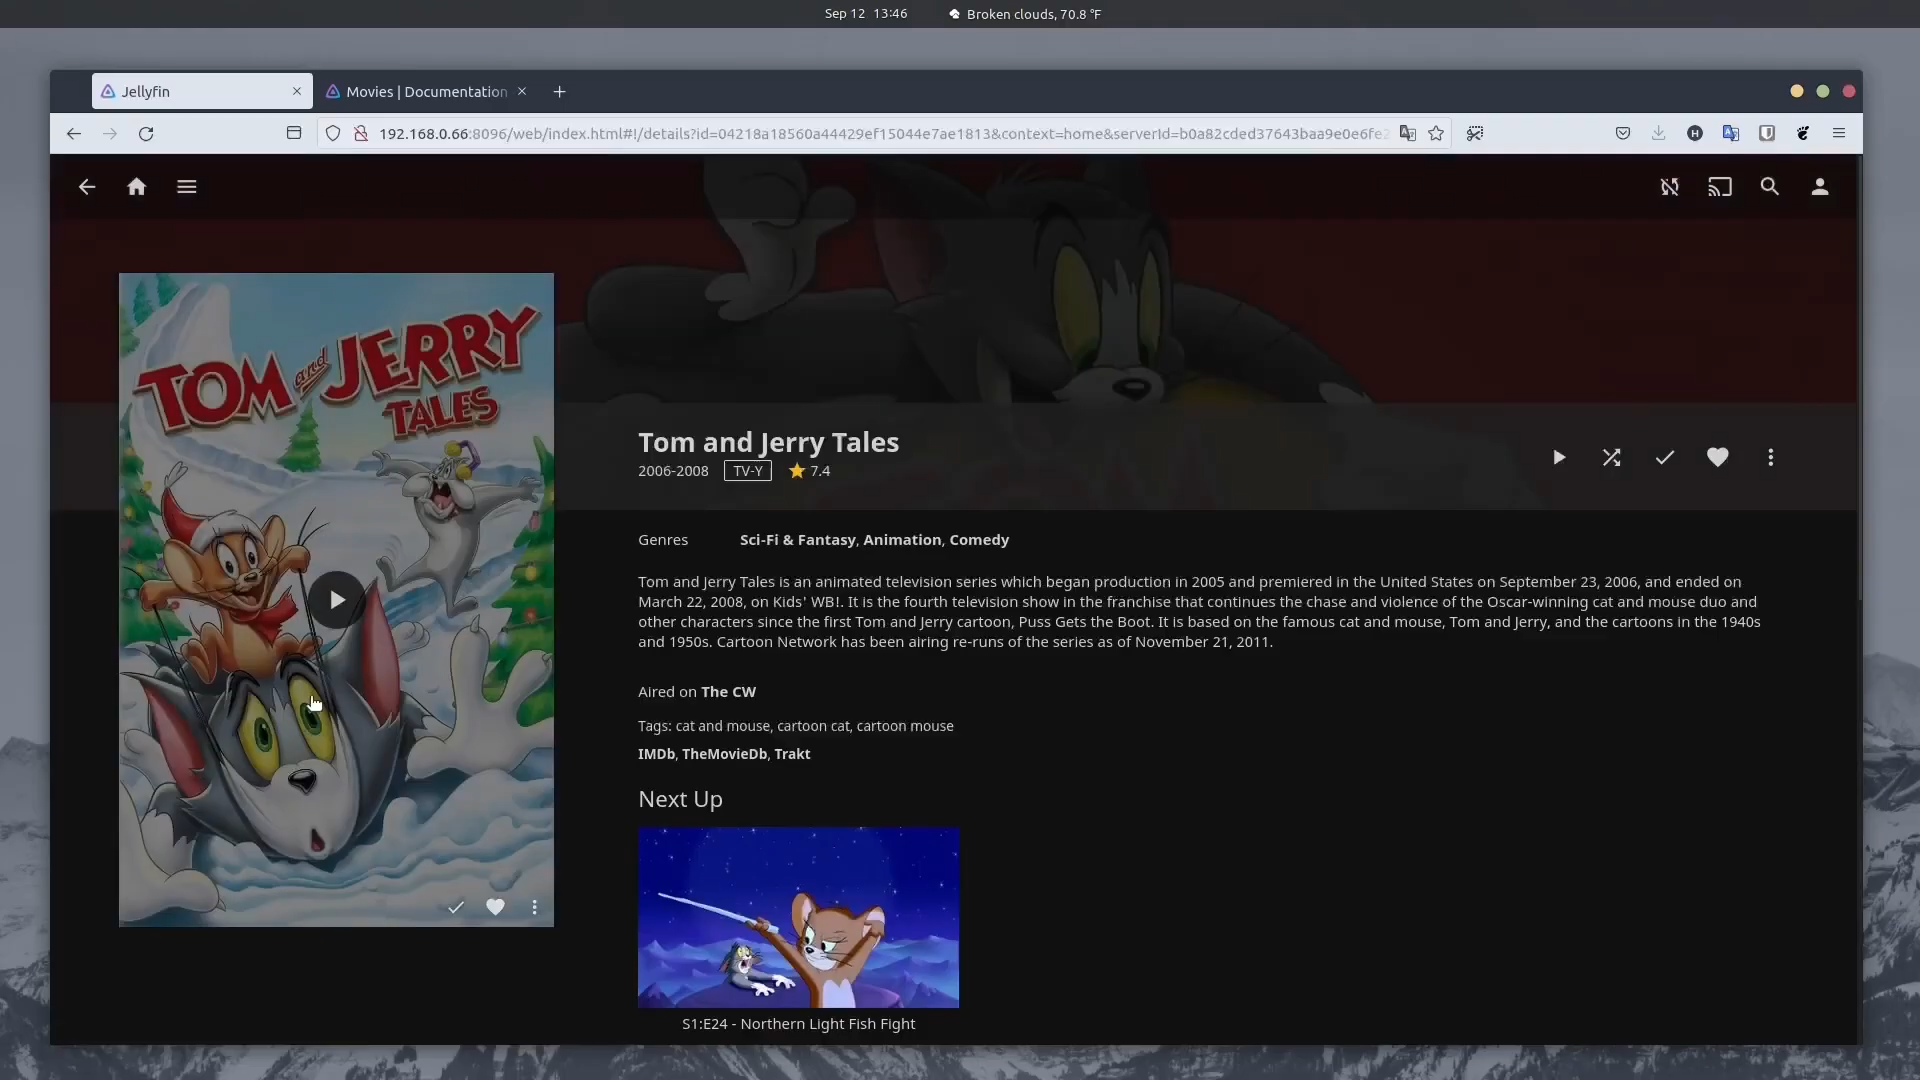 Sep 12 13:46
Broken clouds, 70.8 °F
Jellyfin
Movies | Documentation
192.168.0.66:8096/web/index.html#!/details?id=04218a18560a44429ef15044e7ae1813&context=home&serverId=b0a82cded37643baa9e0e6fe2
TOM and JERRY
TALES
Tom and Jerry Tales
2006-2008 TV-Y 7.4
Genres Sci-Fi & Fantasy, Animation, Comedy
Tom and Jerry Tales is an animated television series which began production in 2005 and premiered in the United States on September 23, 2006, and ended on
March 22, 2008, on Kids' WB!. It is the fourth television show in the franchise that continues the chase and violence of the Oscar-winning cat and mouse duo and
other characters since the first Tom and Jerry cartoon, Puss Gets the Boot. It is based on the famous cat and mouse, Tom and Jerry, and the cartoons in the 1940s
and 1950s. Cartoon Network has been airing re-runs of the series as of November 21, 2011.
Aired on The CW
Tags: cat and mouse, cartoon cat, cartoon mouse
IMDb, TheMovieDb, Trakt
Next Up
S1:E24 - Northern Light Fish Fight